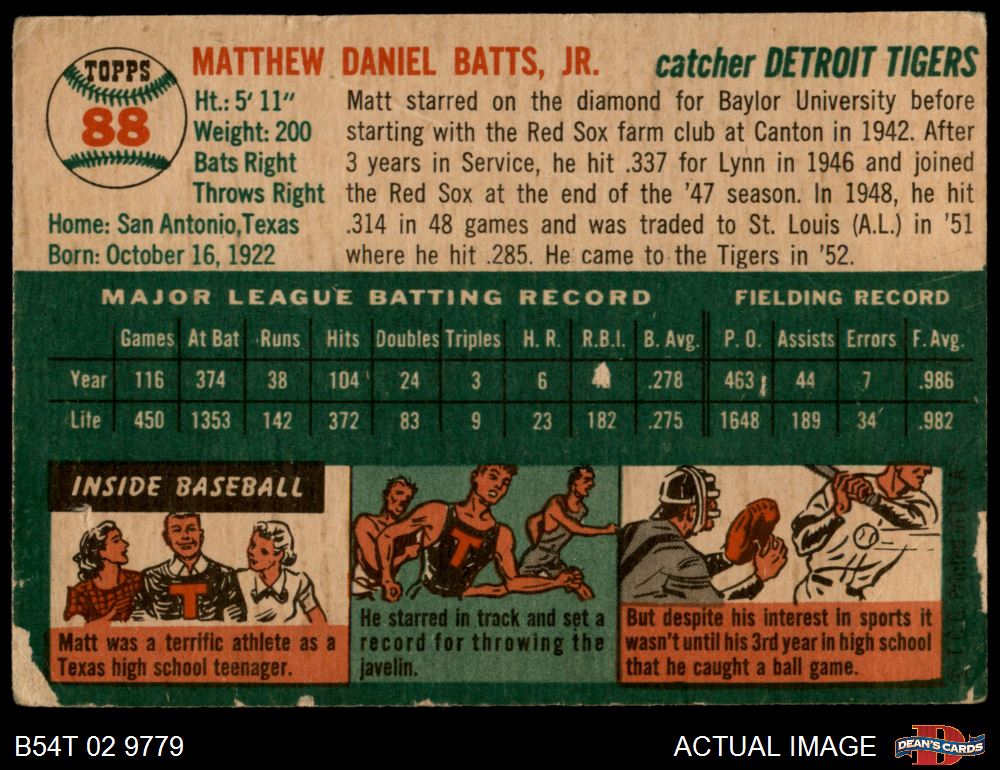 TOPPS
88
MATTHEW DANIEL BATTS, JR.
catcher DETROIT TIGERS
Ht.: 5' 11"
Weight: 200
Bats Right
Throws Right
Home: San Antonio, Texas
Born: October 16, 1922
Matt starred on the diamond for Baylor University before
starting with the Red Sox farm club at Canton in 1942. After
3 years in Service, he hit .337 for Lynn in 1946 and joined
the Red Sox at the end of the '47 season. In 1948, he hit
.314 in 48 games and was traded to St. Louis (A.L.) in '51
where he hit .285. He came to the Tigers in '52.
MAJOR LEAGUE BATTING RECORD FIELDING RECORD
Games At Bat Runs Hits Doubles Triples H. R. R.B.I. B. Avg. P. O. Assists Errors F. Avg.
Year 116 374 38 104 24 3 6 .278 463 44 7 .986
Life 450 1353 142 372 83 9 23 182 .275 1648 189 34 .982
INSIDE BASEBALL
T
Matt was a terrific athlete as a
Texas high school teenager.
T
He starred in track and set a
record for throwing the
javelin.
But despite his interest in sports it
wasn't until his 3rd year in high school
that he caught a ball game.
T.C.G. Printed in U.S.A.
B54T 02 9779
ACTUAL IMAGE
D
DEAN'S CARDS